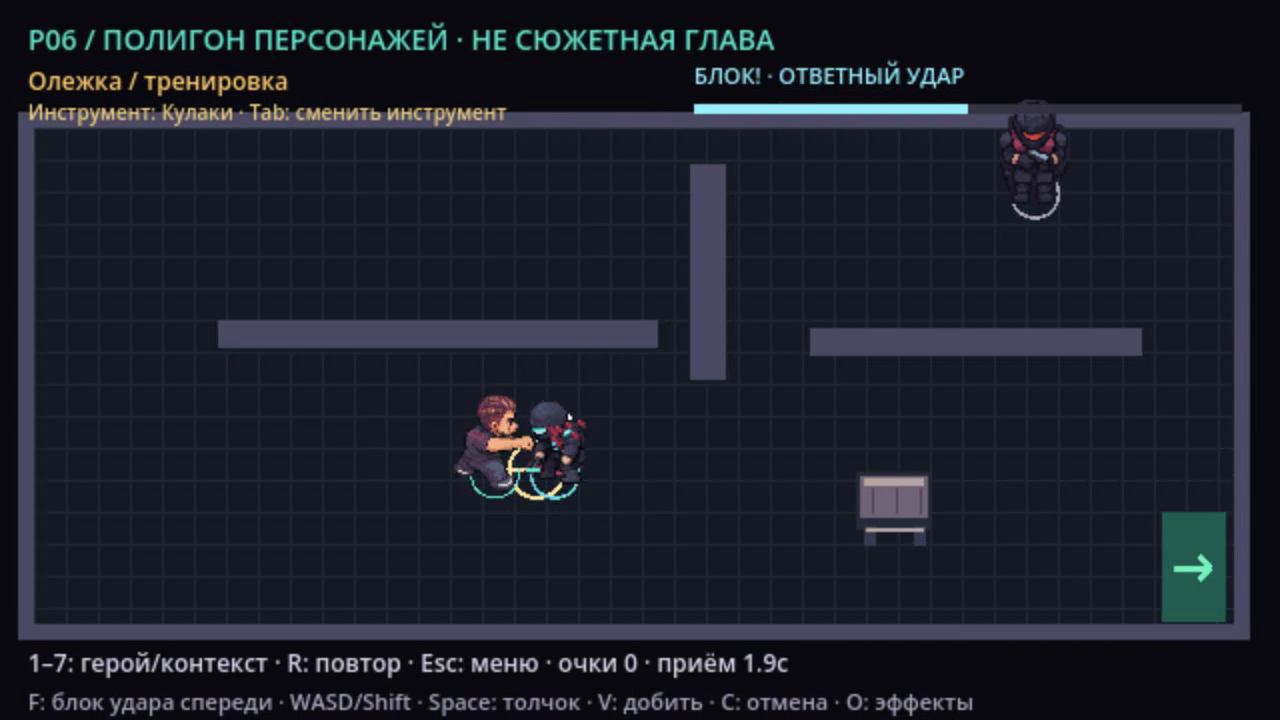 P06 / ПОЛИГОН ПЕРСОНАЖЕЙ · НЕ СЮЖЕТНАЯ ГЛАВА
Олежка / тренировка
БЛОК! · ОТВЕТНЫЙ УДАР
Инструмент: Кулаки · Tab: сменить инструмент
→
1–7: герой/контекст · R: повтор · Esc: меню · очки 0 · приём 1.9с
F: блок удара спереди · WASD/Shift · Space: толчок · V: добить · C: отмена · O: эффекты